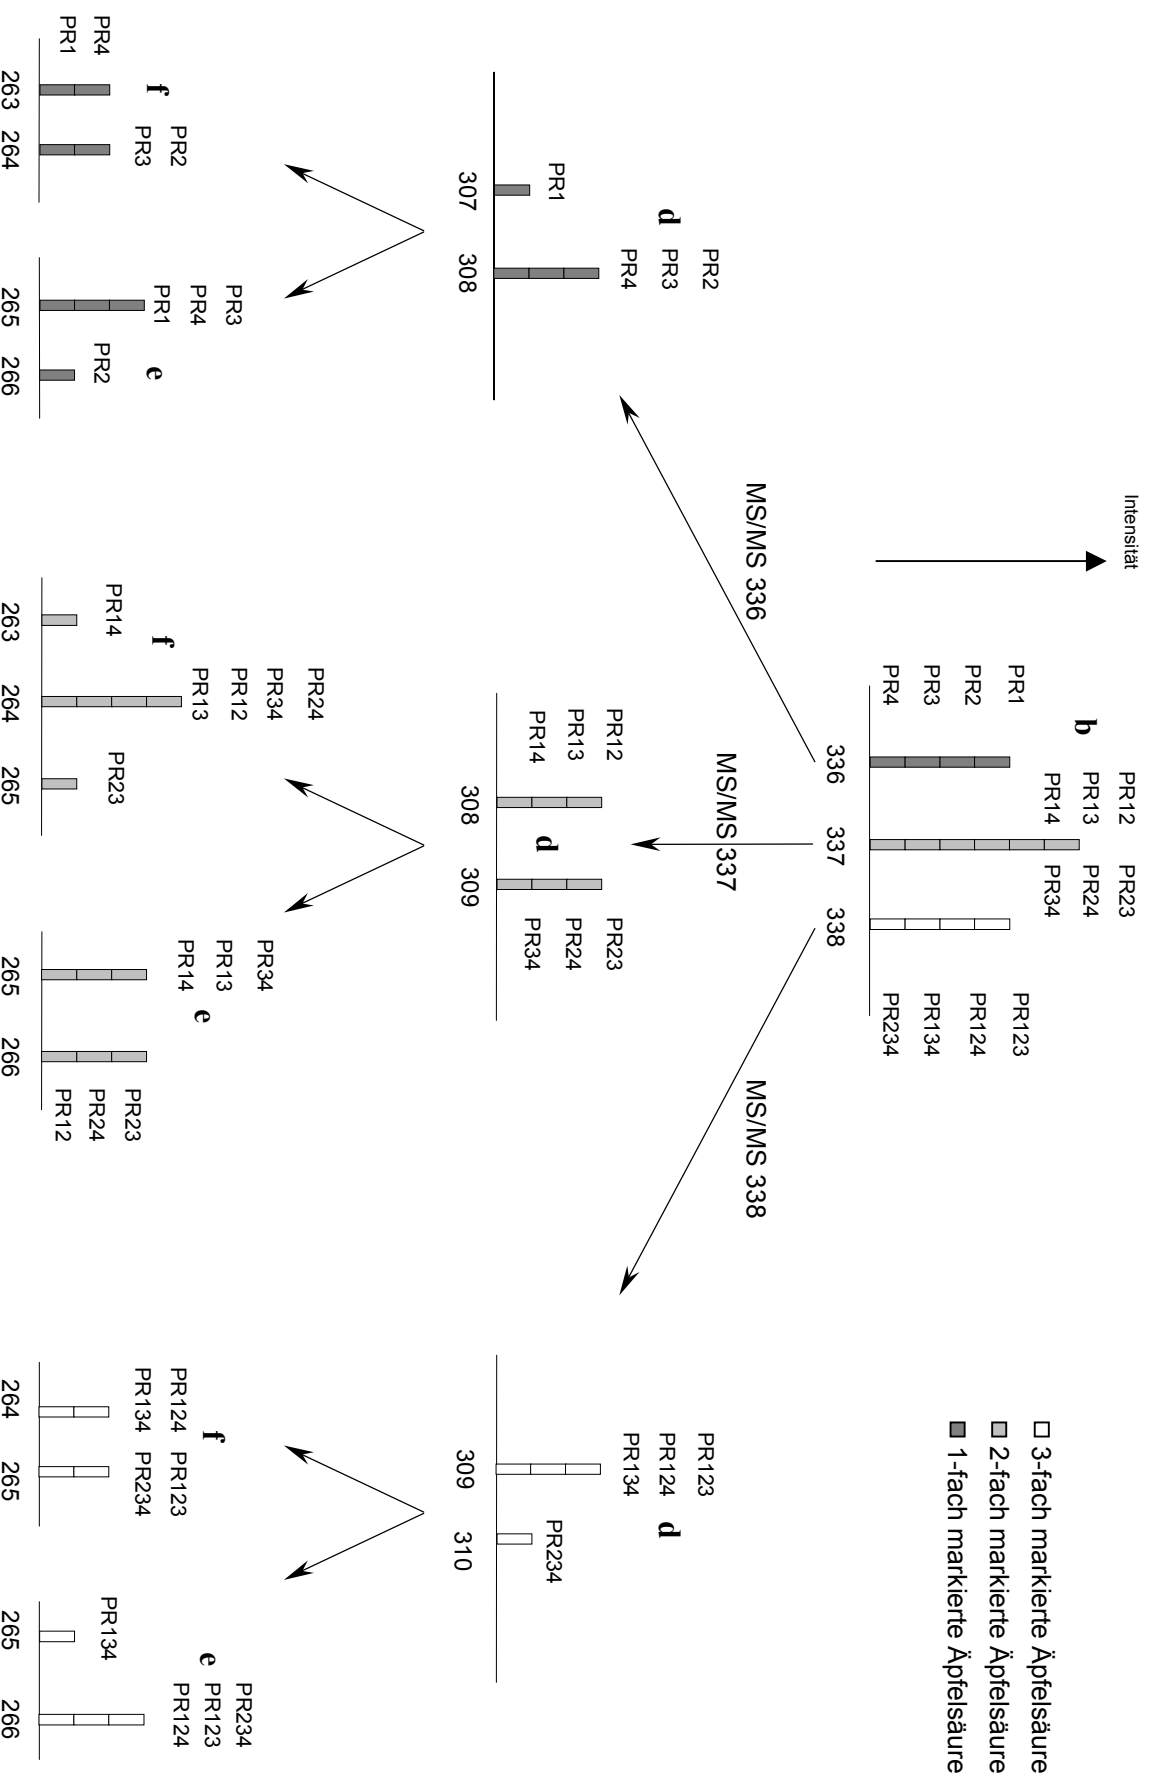 Intensität
3-fach markierte Äpfelsäure
2-fach markierte Äpfelsäure
1-fach markierte Äpfelsäure
b
PR1
PR2
PR3
PR4
PR12
PR13
PR14
PR23
PR24
PR34
PR123
PR124
PR134
PR234
336
337
338
MS/MS 336
MS/MS 337
MS/MS 338
PR1
d
PR2
PR3
PR4
307
308
PR12
PR13
PR14
d
PR23
PR24
PR34
308
309
PR123
PR124
PR134
d
PR234
309
310
PR4
PR1
f
PR2
PR3
263
264
PR3
PR4
PR1
e
PR2
265
266
PR14
f
PR24
PR34
PR12
PR13
PR23
263
264
265
PR34
PR13
PR14
e
PR23
PR24
PR12
265
266
PR124
PR134
f
PR123
PR234
264
265
PR134
e
PR234
PR123
PR124
265
266